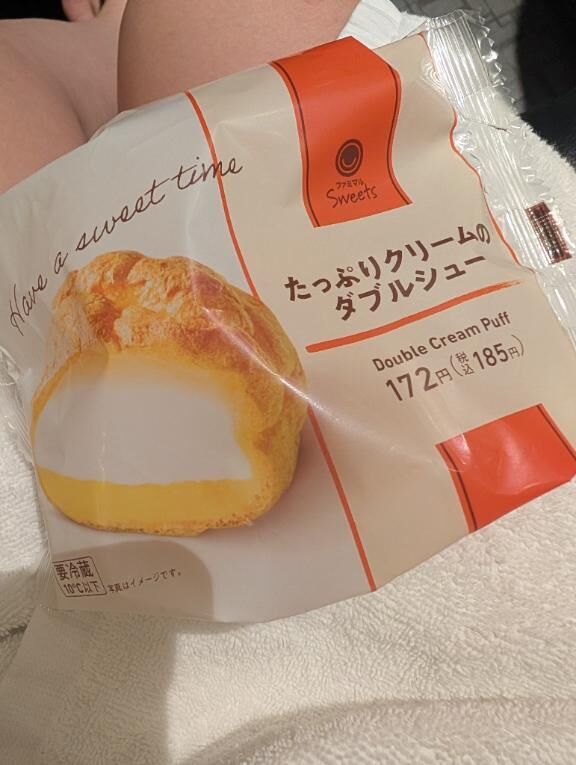 Have a sweet time
ファミマル
Sweets
たっぷりクリームの
ダブルシュー
Double Cream Puff
172円(税込185円)
要冷蔵
10℃以下
写真はイメージです。